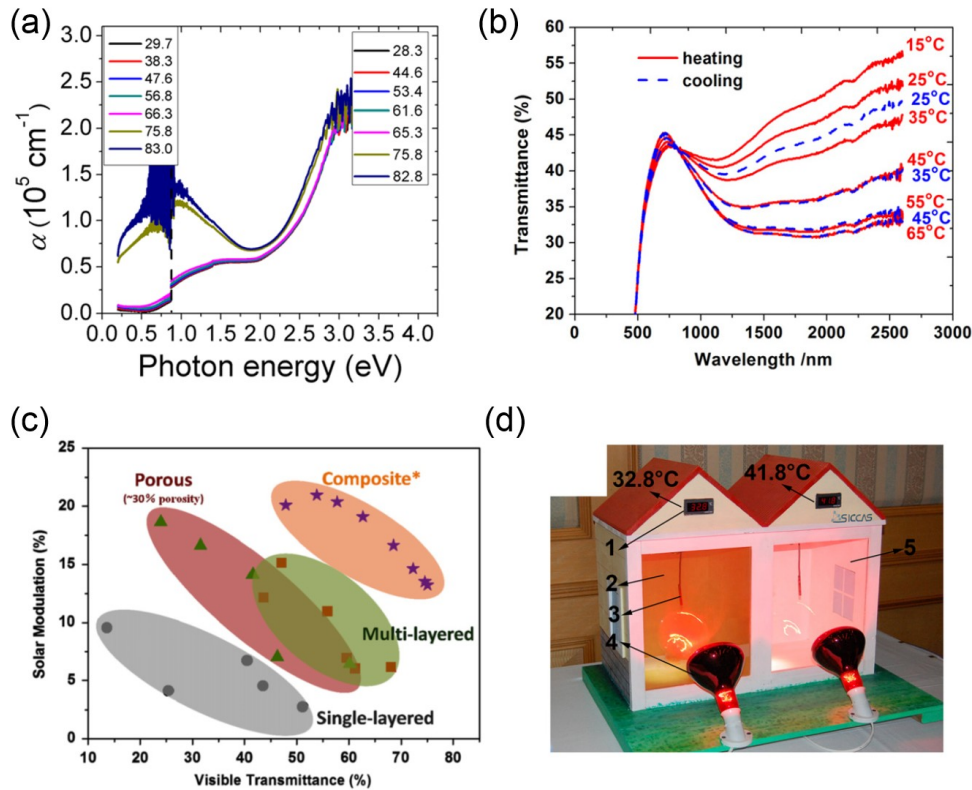 (a)
3.0
2.5
2.0
1.5
1.0
0.5
0.0
α (10⁵ cm⁻¹)
29.7
38.3
47.6
56.8
66.3
75.8
83.0
28.3
44.6
53.4
61.6
65.3
75.8
82.8
0.0 0.5 1.0 1.5 2.0 2.5 3.0 3.5 4.0
Photon energy (eV)
(b)
60
55
50
45
40
35
30
25
20
Transmittance (%)
heating
cooling
15°C
25°C
25°C
35°C
45°C
35°C
55°C
45°C
65°C
0 500 1000 1500 2000 2500 3000
Wavelength /nm
(c)
25
20
15
10
5
0
Solar Modulation (%)
Porous
(~30% porosity)
Composite*
Multi-layered
Single-layered
10 20 30 40 50 60 70 80
Visible Transmittance (%)
(d)
32.8°C
41.8°C
SICCAS
1
2
3
4
5